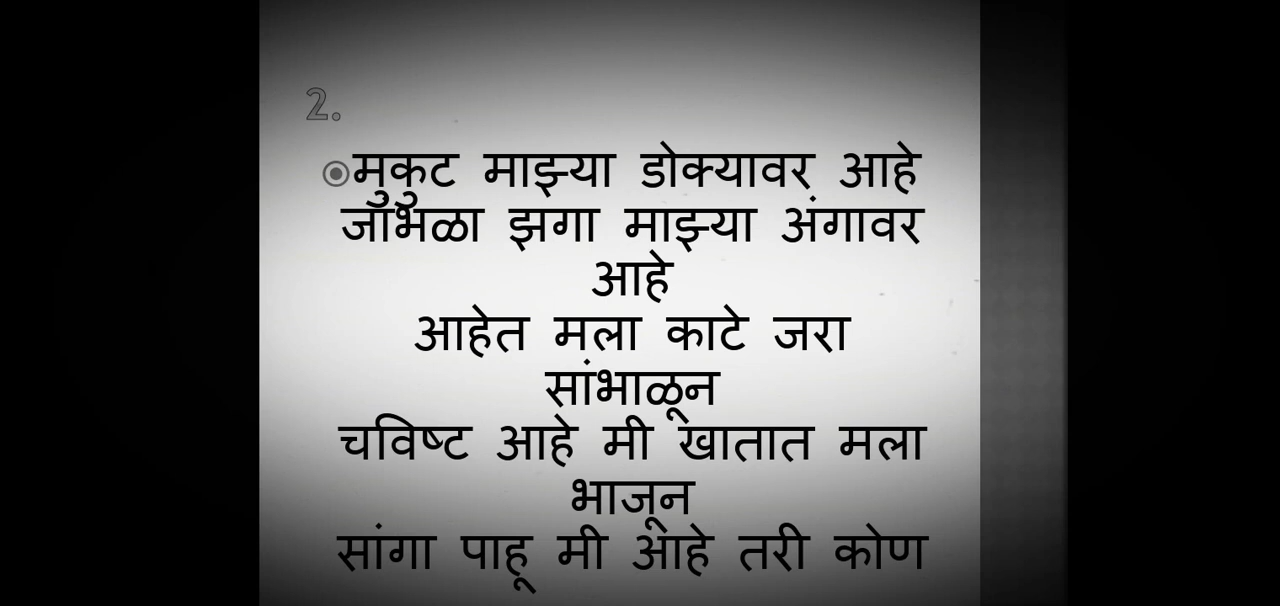 2.
मुकुट माझ्या डोक्यावर आहे
जांभळा झगा माझ्या अंगावर
आहे
आहेत मला काटे जरा
सांभाळून
चविष्ट आहे मी खातात मला
भाजून
सांगा पाहू मी आहे तरी कोण